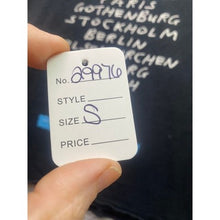 PARIS
GOTHENBURG
STOCKHOLM
BERLIN
No. 29976
STYLE
SIZE S
PRICE